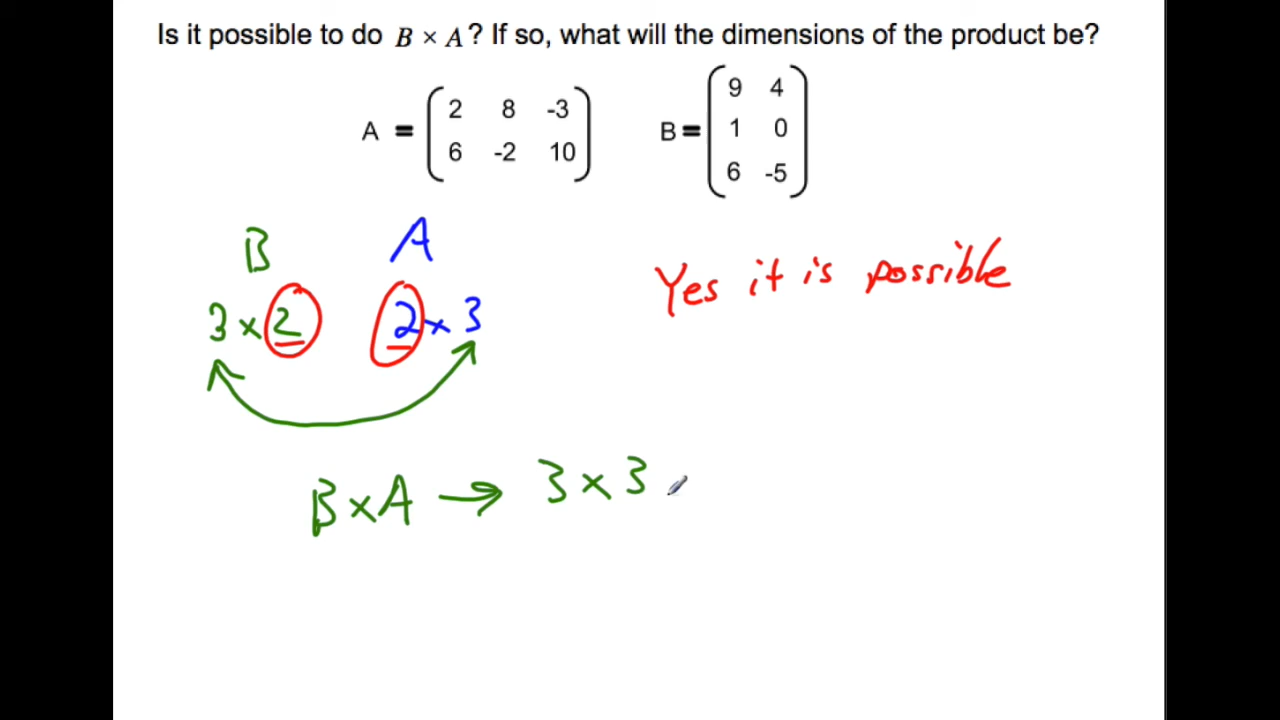 Is it possible to do B × A? If so, what will the dimensions of the product be?
A = ( 2 8 -3
6 -2 10 )
B = ( 9 4
1 0
6 -5 )
B A
3 × 2 2 × 3
Yes it is possible
B × A → 3 × 3